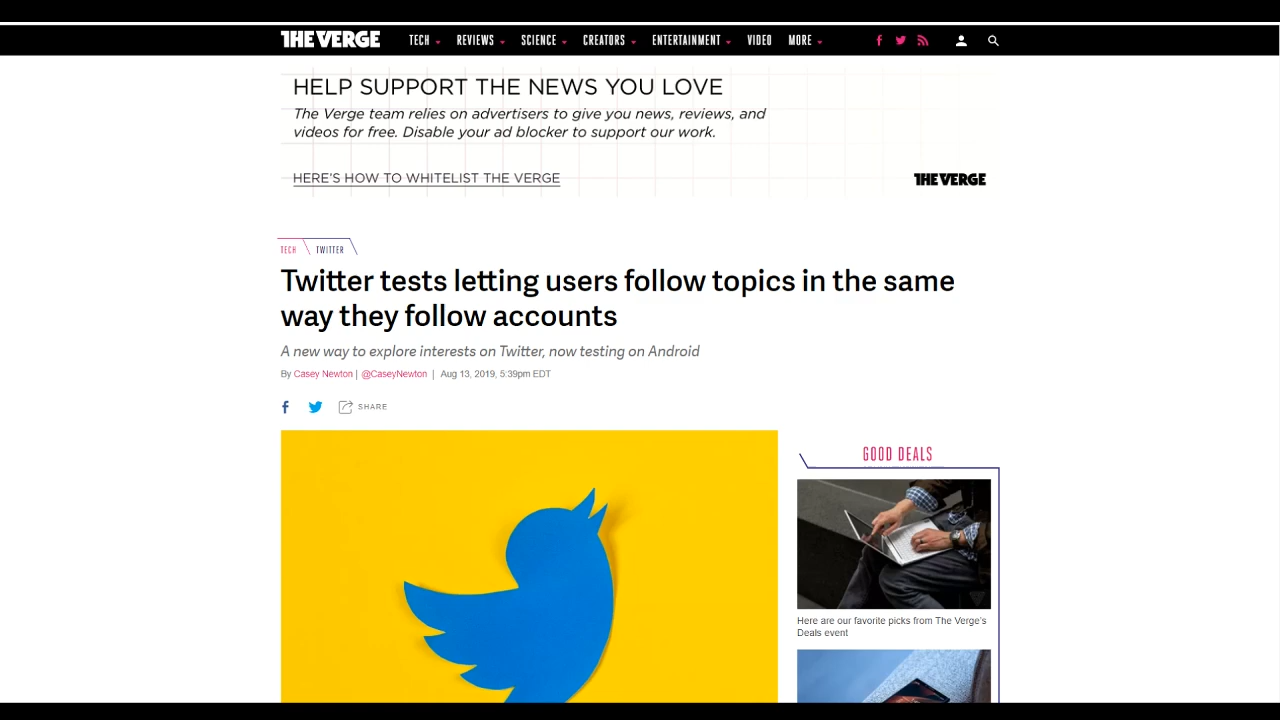 THE VERGE
TECH REVIEWS SCIENCE CREATORS ENTERTAINMENT VIDEO MORE
HELP SUPPORT THE NEWS YOU LOVE
The Verge team relies on advertisers to give you news, reviews, and
videos for free. Disable your ad blocker to support our work.
HERE'S HOW TO WHITELIST THE VERGE
THE VERGE
TECH TWITTER
Twitter tests letting users follow topics in the same
way they follow accounts
A new way to explore interests on Twitter, now testing on Android
By Casey Newton | @CaseyNewton | Aug 13, 2019, 5:39pm EDT
SHARE
GOOD DEALS
Here are our favorite picks from The Verge's
Deals event